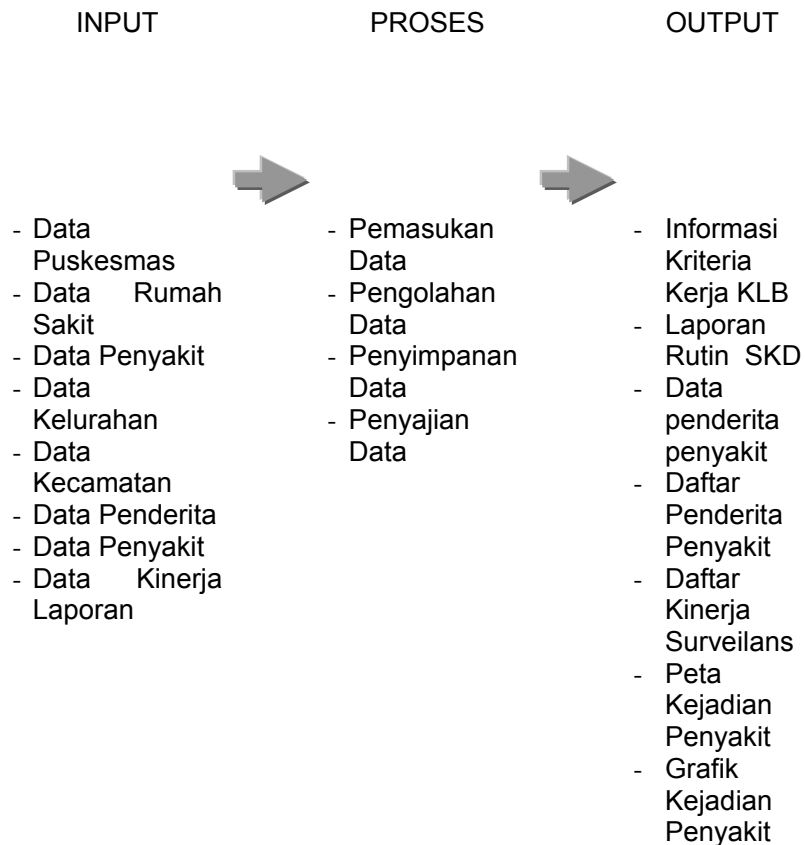 INPUT
PROSES
OUTPUT
- Data
Puskesmas
- Data Rumah
Sakit
- Data Penyakit
- Data
Kelurahan
- Data
Kecamatan
- Data Penderita
- Data Penyakit
- Data Kinerja
Laporan
- Pemasukan
Data
- Pengolahan
Data
- Penyimpanan
Data
- Penyajian
Data
- Informasi
Kriteria
Kerja KLB
- Laporan
Rutin SKD
- Data
penderita
penyakit
- Daftar
Penderita
Penyakit
- Daftar
Kinerja
Surveilans
- Peta
Kejadian
Penyakit
- Grafik
Kejadian
Penyakit